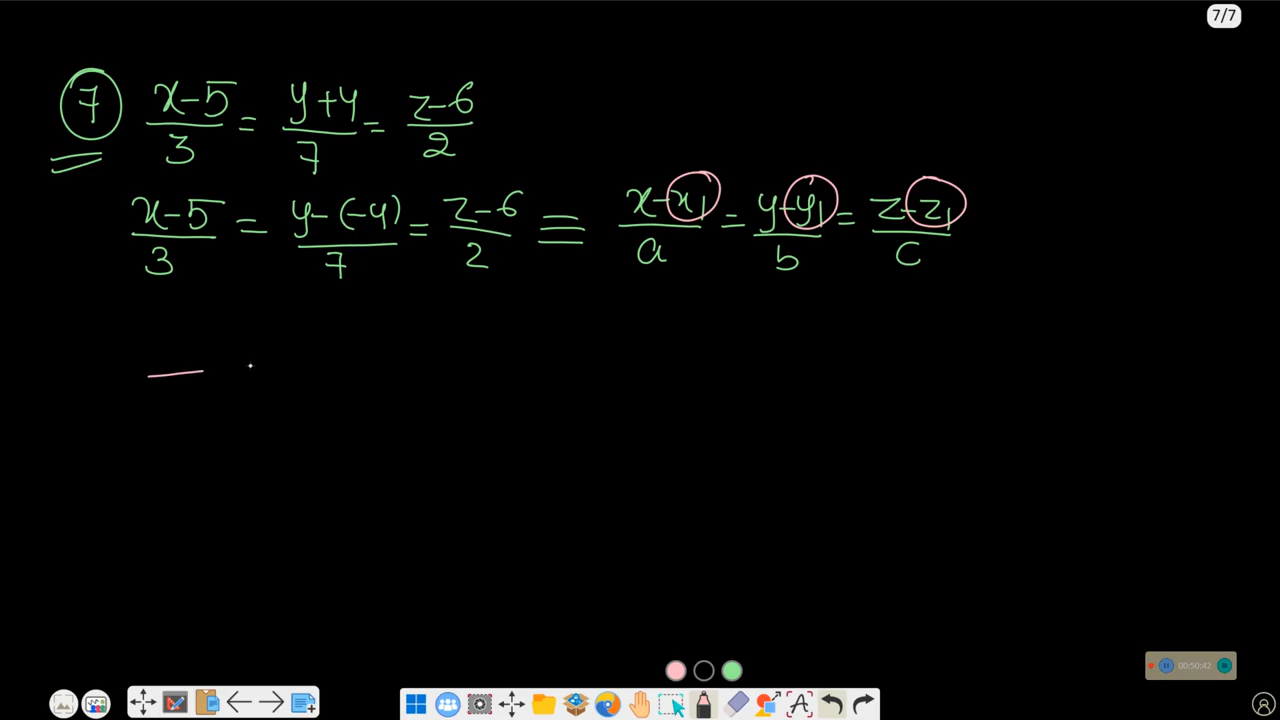 7/7
⑦ (x-5)/3 = (y+4)/7 = (z-6)/2
(x-5)/3 = (y-(-4))/7 = (z-6)/2 ≡ (x-x₁)/a = (y-y₁)/b = (z-z₁)/c
00:50:42